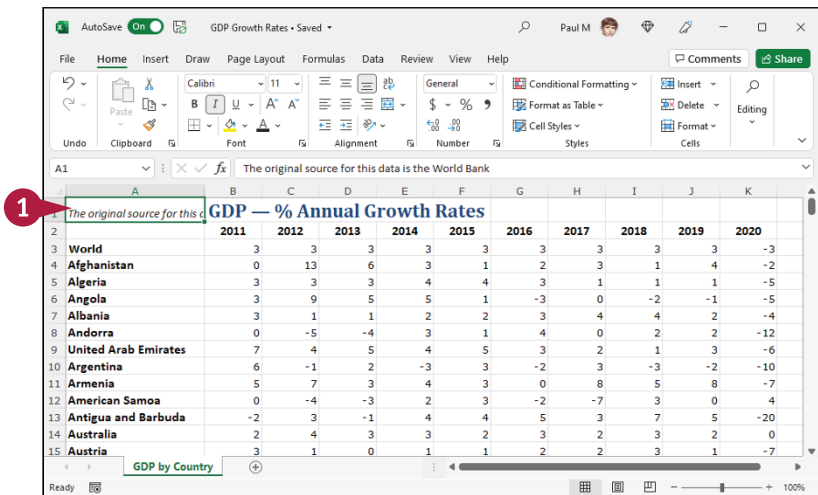 AutoSave On GDP Growth Rates • Saved Paul M
File Home Insert Draw Page Layout Formulas Data Review View Help Comments Share
Calibri 11 General Conditional Formatting Insert
Paste B I U A A $ % Format as Table Delete Editing
A Cell Styles Format
Undo Clipboard Font Alignment Number Styles Cells
A1 fx The original source for this data is the World Bank
A B C D E F G H I J K
1 1 The original source for this d GDP — % Annual Growth Rates
2 2011 2012 2013 2014 2015 2016 2017 2018 2019 2020
3 World 3 3 3 3 3 3 3 3 3 -3
4 Afghanistan 0 13 6 3 1 2 3 1 4 -2
5 Algeria 3 3 3 4 4 3 1 1 1 -5
6 Angola 3 9 5 5 1 -3 0 -2 -1 -5
7 Albania 3 1 1 2 2 3 4 4 2 -4
8 Andorra 0 -5 -4 3 1 4 0 2 2 -12
9 United Arab Emirates 7 4 5 4 5 3 2 1 3 -6
10 Argentina 6 -1 2 -3 3 -2 3 -3 -2 -10
11 Armenia 5 7 3 4 3 0 8 5 8 -7
12 American Samoa 0 -4 -3 2 3 -2 -7 3 0 4
13 Antigua and Barbuda -2 3 -1 4 4 5 3 7 5 -20
14 Australia 2 4 3 3 2 3 2 3 2 0
15 Austria 3 1 0 1 1 2 2 3 1 -7
GDP by Country
Ready 100%